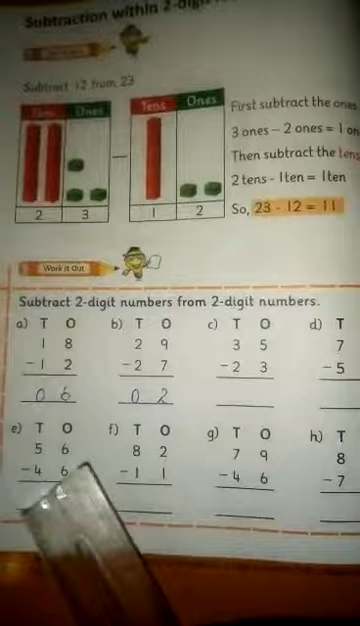 Subtraction within 2-digit
Subtract 12 from 23
Tens Ones Tens Ones
2 3 1 2
First subtract the ones
3 ones − 2 ones = 1 on
Then subtract the tens
2 tens - 1ten = 1ten
So, 23 - 12 = 11
Work it Out
Subtract 2-digit numbers from 2-digit numbers.
a) T O b) T O c) T O d) T
1 8 2 9 3 5 7
− 1 2 − 2 7 − 2 3 − 5
0 6 0 2
e) T O f) T O g) T O h) T
5 6 8 2 7 9 8
− 4 6 − 1 1 − 4 6 − 7